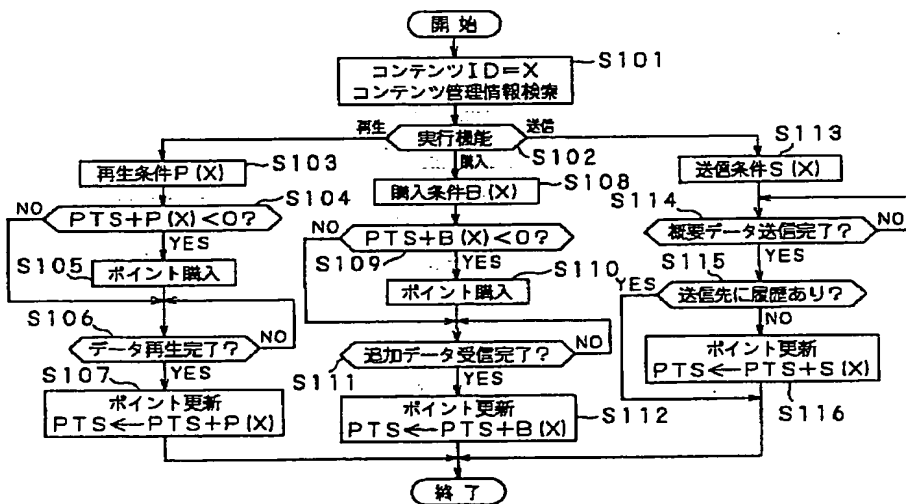 開始
コンテンツID=X
コンテンツ管理情報検索
S101
再生
実行機能
送信
購入
S102
再生条件P(X)
S103
PTS+P(X)<0?
S104
NO
YES
S105
ポイント購入
S106
データ再生完了?
NO
YES
S107
ポイント更新
PTS←PTS+P(X)
購入条件B(X)
S108
PTS+B(X)<0?
NO
S109
YES
S110
ポイント購入
追加データ受信完了?
NO
S111
YES
ポイント更新
PTS←PTS+B(X)
S112
S113
送信条件S(X)
S114
概要データ送信完了?
NO
YES
S115
YES
送信先に履歴あり?
NO
ポイント更新
PTS←PTS+S(X)
S116
終了